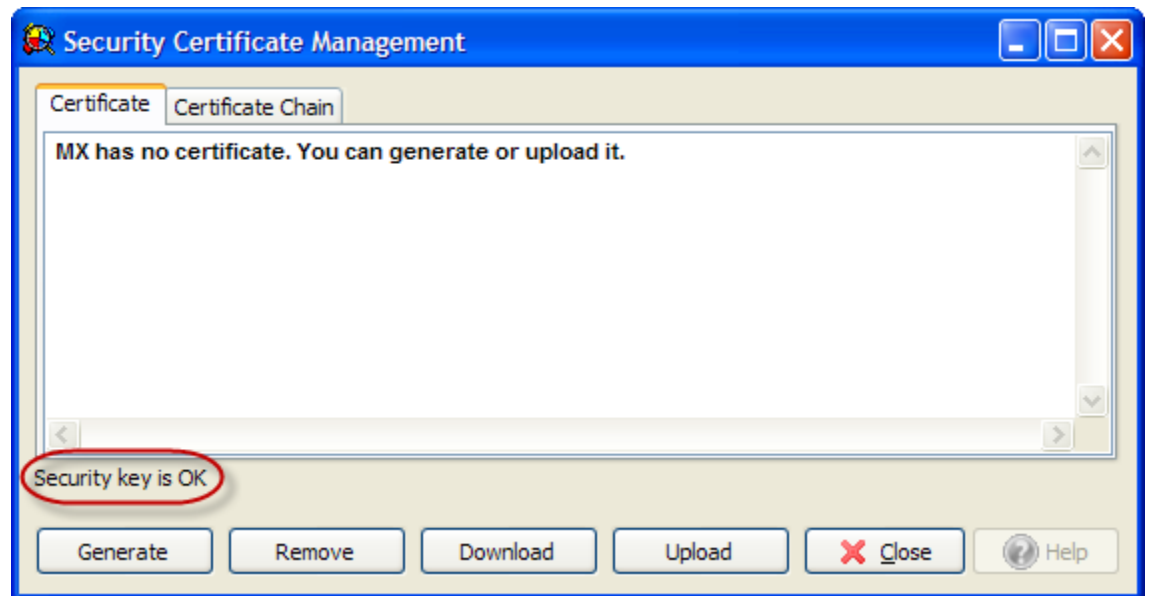 Security Certificate Management
Certificate Certificate Chain
MX has no certificate. You can generate or upload it.
Security key is OK
Generate Remove Download Upload Close Help